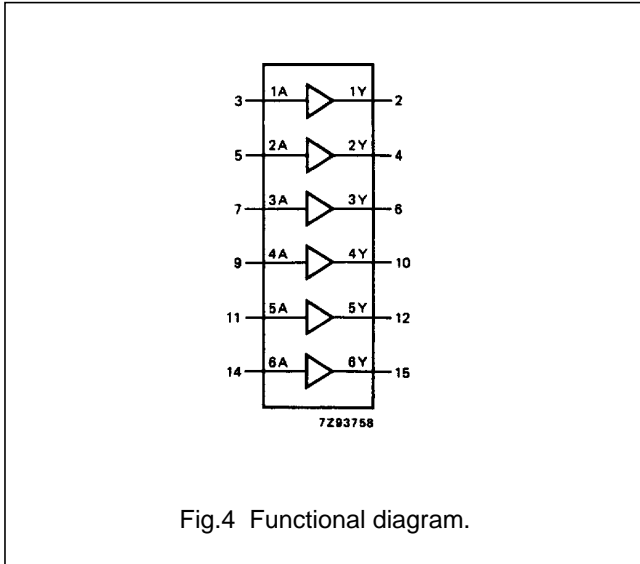 3 1A 1Y 2
5 2A 2Y 4
7 3A 3Y 6
9 4A 4Y 10
11 5A 5Y 12
14 6A 6Y 15
7Z93758
Fig.4 Functional diagram.